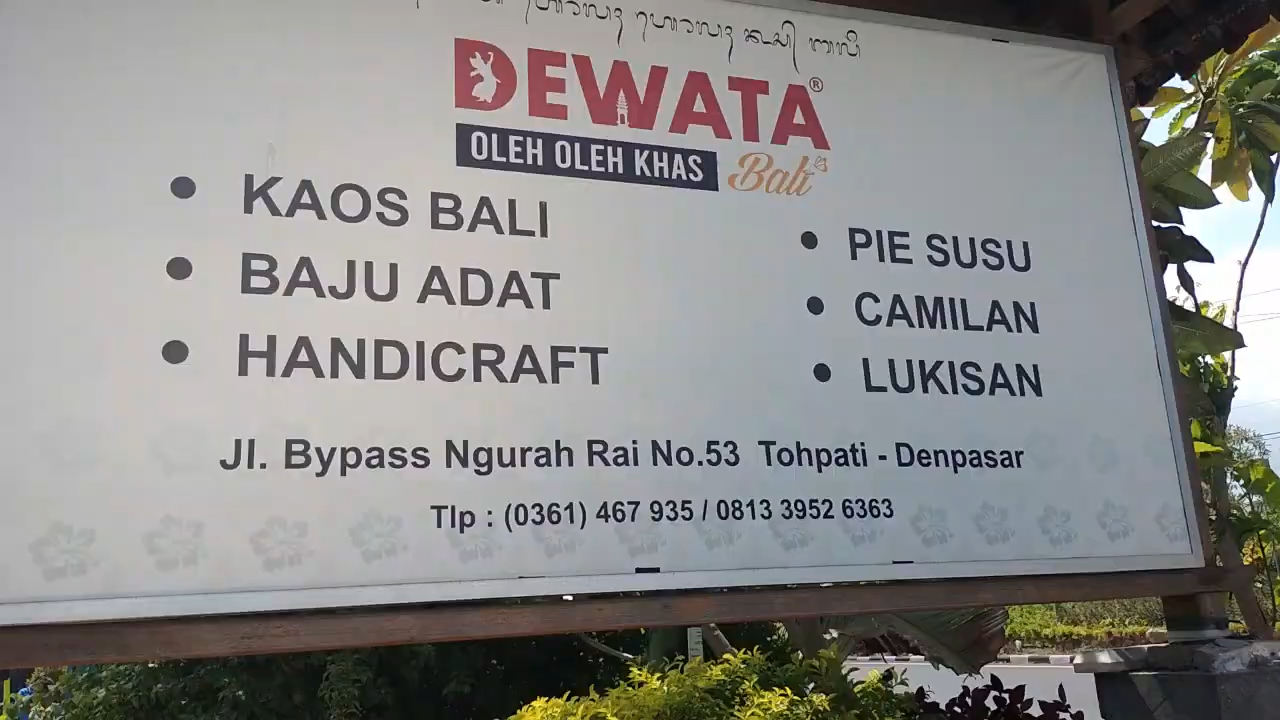 DEWATA®
OLEH OLEH KHAS Bali
• KAOS BALI
• BAJU ADAT
• HANDICRAFT
• PIE SUSU
• CAMILAN
• LUKISAN
Jl. Bypass Ngurah Rai No.53 Tohpati - Denpasar
Tlp : (0361) 467 935 / 0813 3952 6363